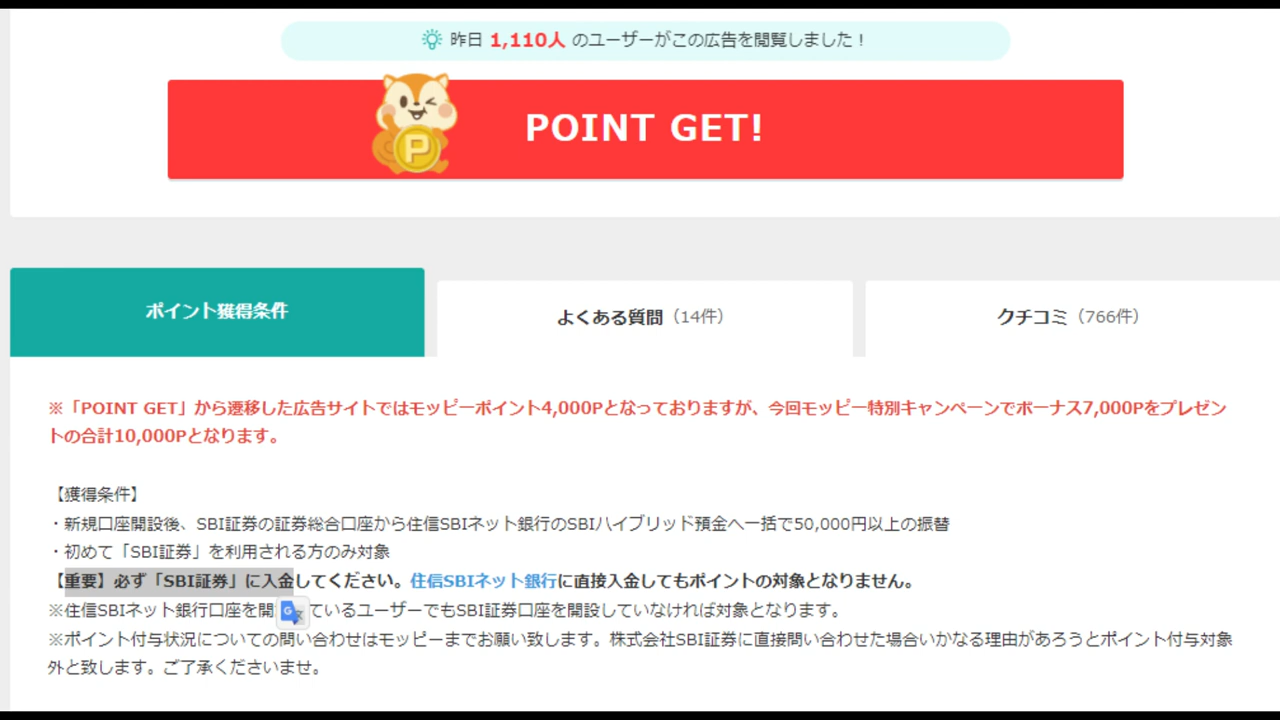 昨日 1,110人 のユーザーがこの広告を閲覧しました！
P
POINT GET!
ポイント獲得条件
よくある質問（14件）
クチコミ（766件）
※「POINT GET」から遷移した広告サイトではモッピーポイント4,000Pとなっておりますが、今回モッピー特別キャンペーンでボーナス7,000Pをプレゼン
トの合計10,000Pとなります。
【獲得条件】
・新規口座開設後、SBI証券の証券総合口座から住信SBIネット銀行のSBIハイブリッド預金へ一括で50,000円以上の振替
・初めて「SBI証券」を利用される方のみ対象
【重要】必ず「SBI証券」に入金してください。住信SBIネット銀行に直接入金してもポイントの対象となりません。
※住信SBIネット銀行口座を開ているユーザーでもSBI証券口座を開設していなければ対象となります。
※ポイント付与状況についての問い合わせはモッピーまでお願い致します。株式会社SBI証券に直接問い合わせた場合いかなる理由があろうとポイント付与対象
外と致します。ご了承くださいませ。